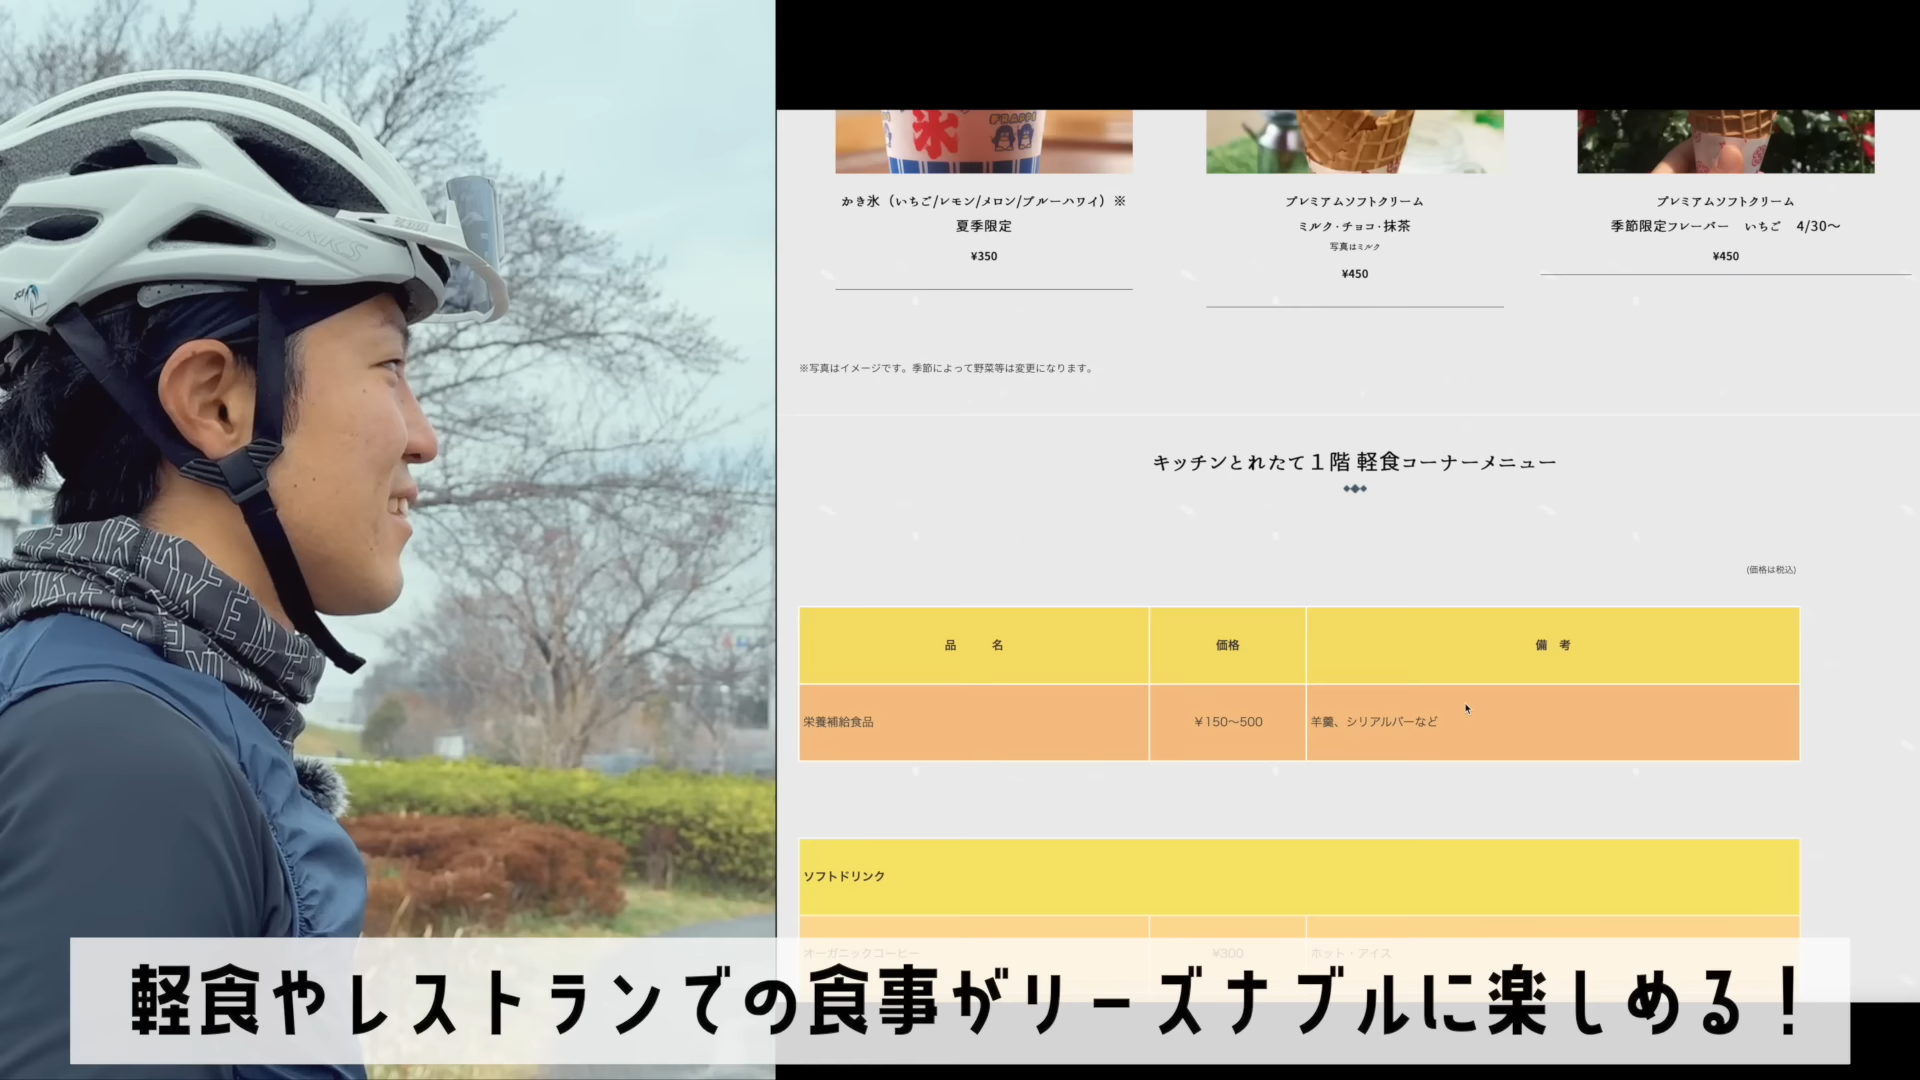 氷
FRAPPE
かき氷（いちご/レモン/メロン/ブルーハワイ）※
夏季限定
¥350
プレミアムソフトクリーム
ミルク・チョコ・抹茶
写真はミルク
¥450
プレミアムソフトクリーム
季節限定フレーバー　いちご　4/30～
¥450
※写真はイメージです。季節によって野菜等は変更になります。
キッチンとれたて１階 軽食コーナーメニュー
(価格は税込)
品　　　名　価格　備　考
栄養補給食品　￥150～500　羊羹、シリアルバーなど
ソフトドリンク
オーガニックコーヒー　¥300　ホット・アイス
軽食やレストランでの食事がリーズナブルに楽しめる！